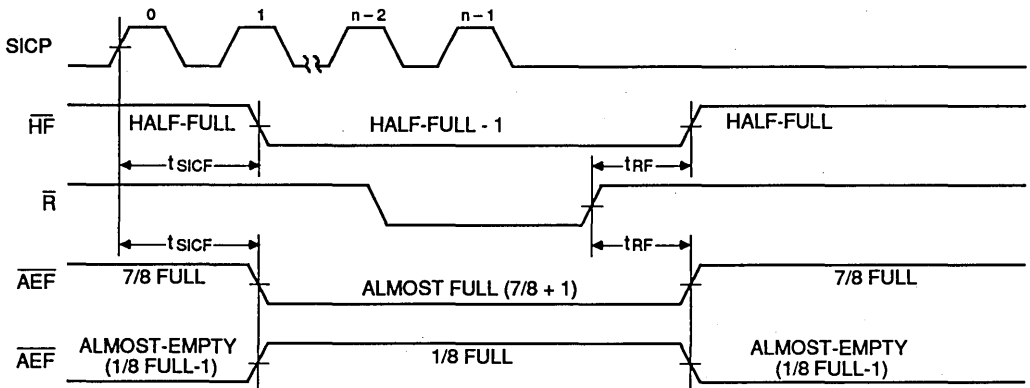 0 1 n-2 n-1
SICP
HF HALF-FULL HALF-FULL - 1 HALF-FULL
tSICF tRF
R
tSICF tRF
AEF 7/8 FULL ALMOST FULL (7/8 + 1) 7/8 FULL
AEF ALMOST-EMPTY (1/8 FULL-1) 1/8 FULL ALMOST-EMPTY (1/8 FULL-1)